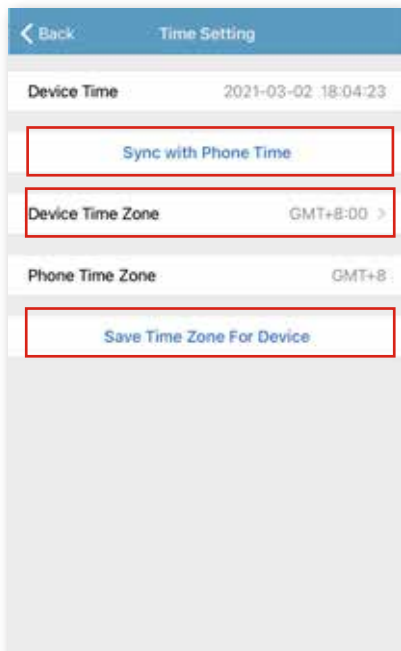 Back Time Setting
Device Time 2021-03-02 18:04:23
Sync with Phone Time
Device Time Zone GMT+8:00 >
Phone Time Zone GMT+8
Save Time Zone For Device